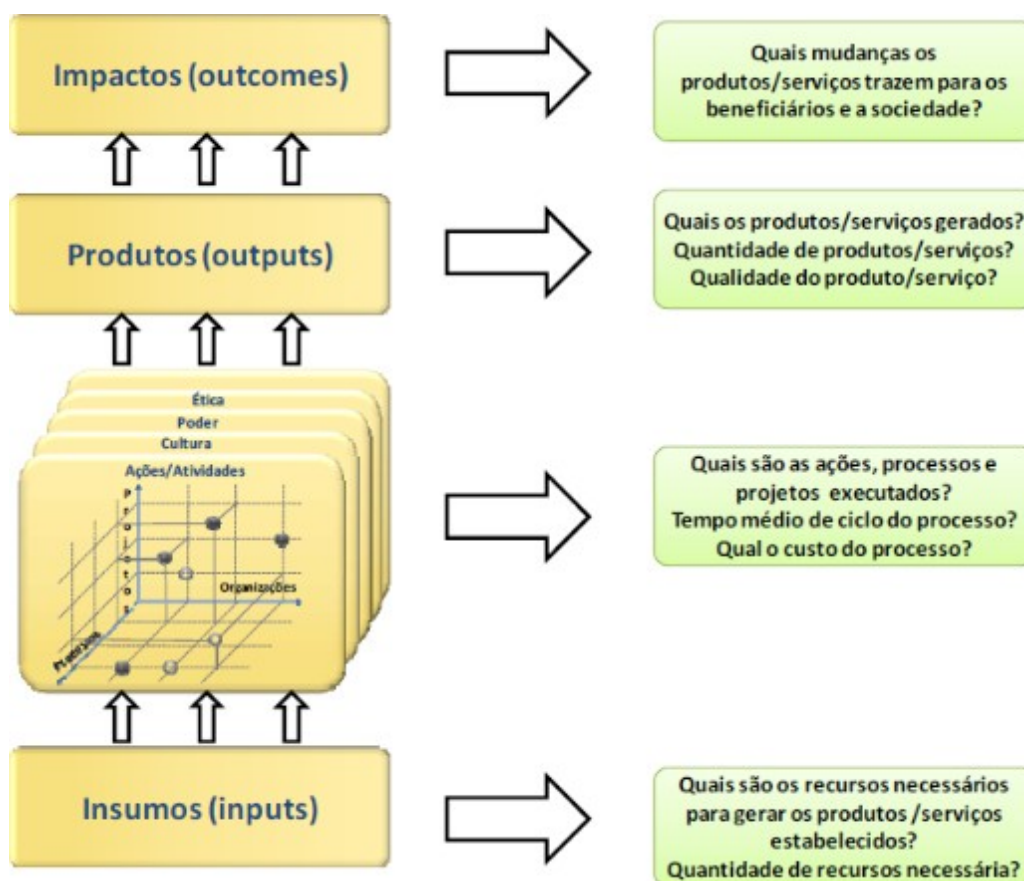 Impactos (outcomes)
Quais mudanças os
produtos/serviços trazem para os
beneficiários e a sociedade?
Produtos (outputs)
Quais os produtos/serviços gerados?
Quantidade de produtos/serviços?
Qualidade do produto/serviço?
Ética
Poder
Cultura
Ações/Atividades
Projetos
Organizações
Processos
Quais são as ações, processos e
projetos executados?
Tempo médio de ciclo do processo?
Qual o custo do processo?
Insumos (inputs)
Quais são os recursos necessários
para gerar os produtos /serviços
estabelecidos?
Quantidade de recursos necessária?